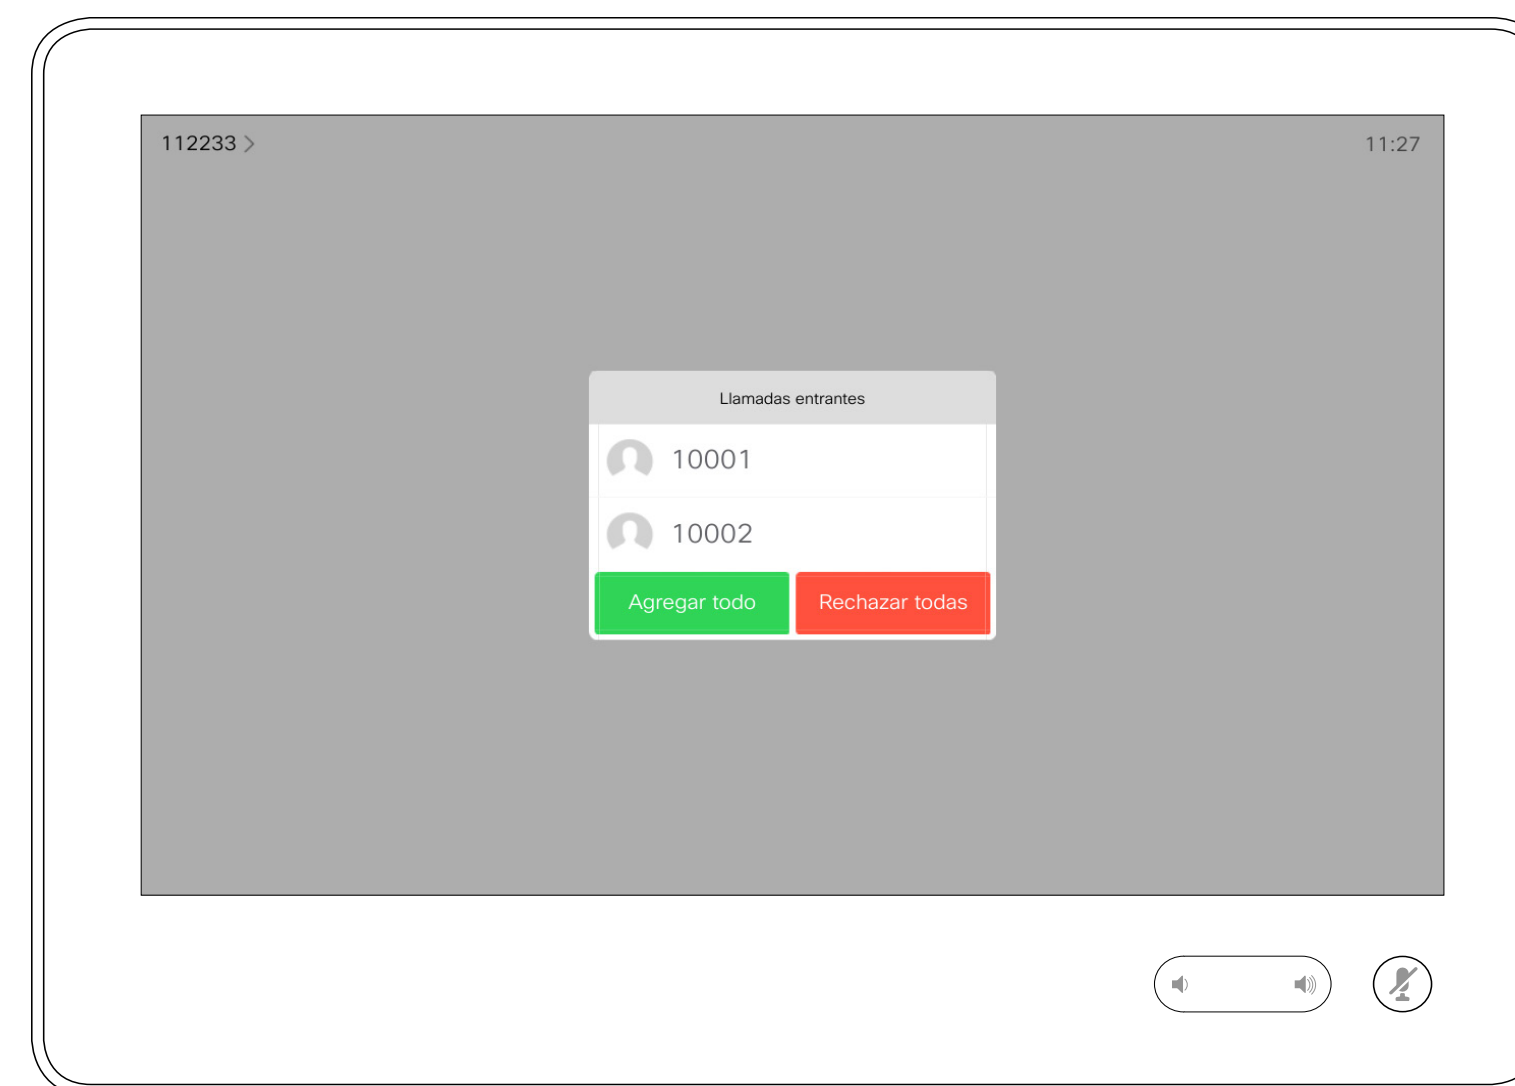 112233 >
11:27
Llamadas entrantes
10001
10002
Agregar todo
Rechazar todas